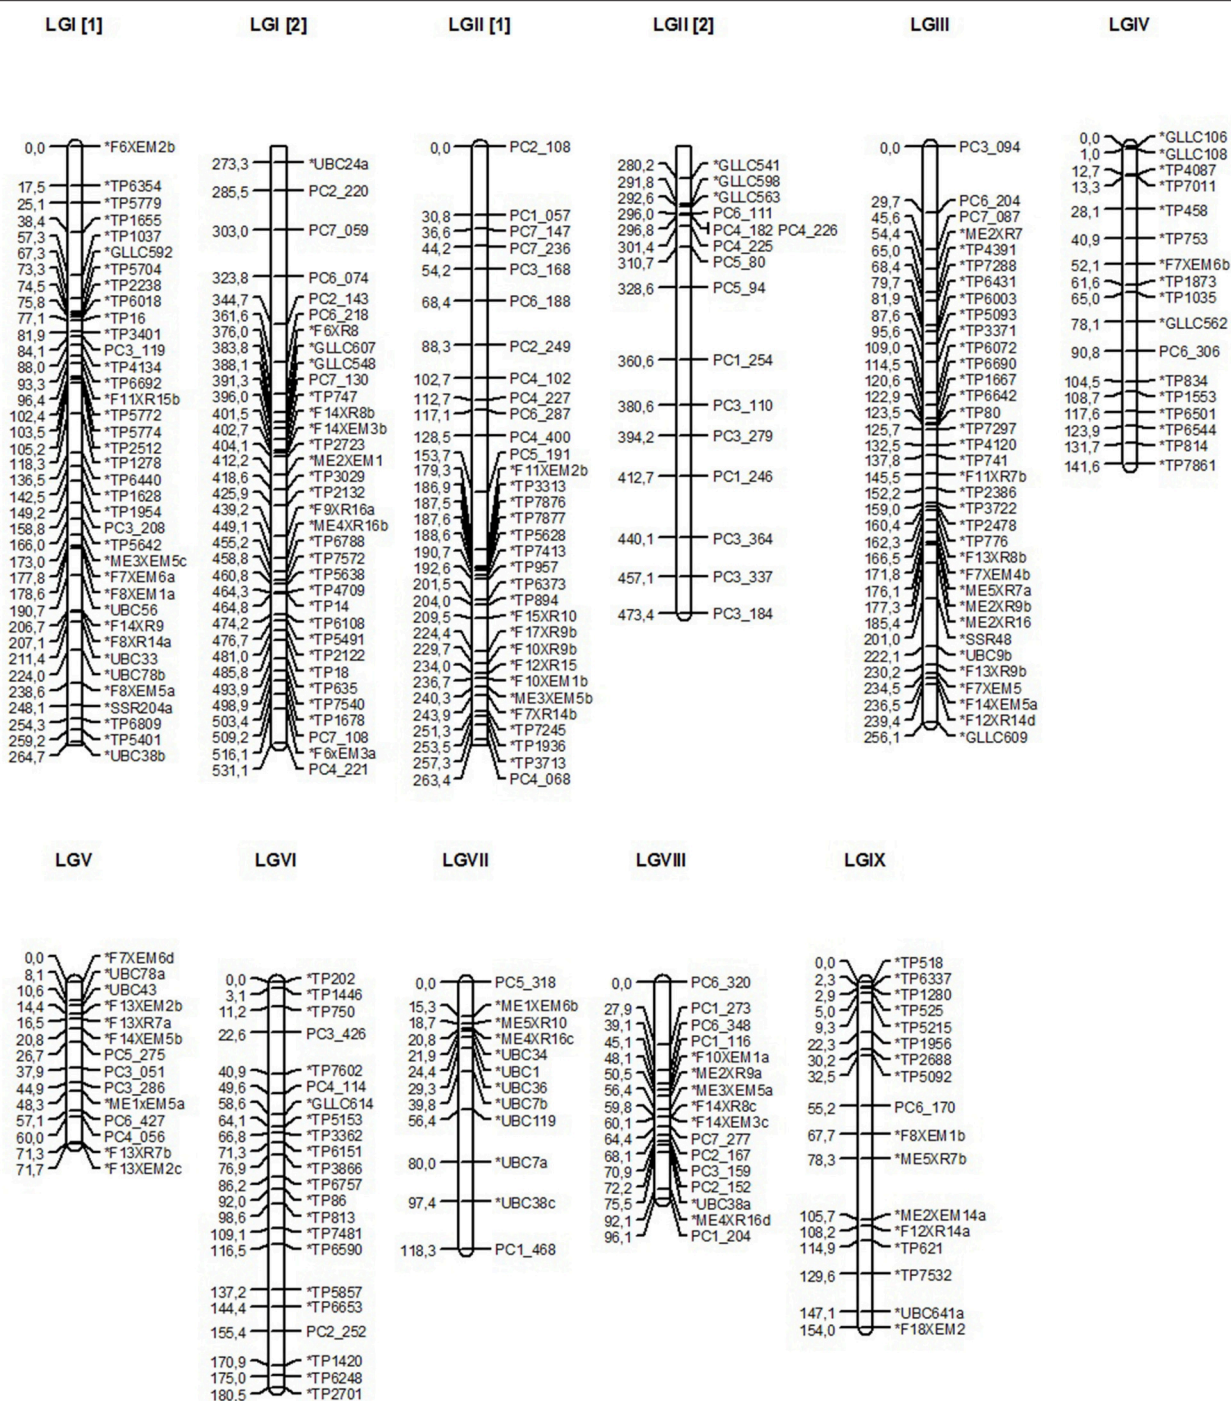 LGI [1]
0,0 *F6XEM2b
17,5 *TP6354
25,1 *TP5779
38,4 *TP1655
57,3 *TP1037
67,3 *GLLC592
73,3 *TP5704
74,5 *TP2238
75,8 *TP6018
77,1 *TP16
81,9 *TP3401
84,1 PC3_119
88,0 *TP4134
93,3 *TP6692
96,4 *F11XR15b
102,4 *TP5772
103,5 *TP5774
105,2 *TP2512
118,3 *TP1278
136,5 *TP6440
142,5 *TP1628
149,2 *TP1954
158,8 PC3_208
166,0 *TP5642
173,0 *ME3XEM5c
177,8 *F7XEM6a
178,6 *F8XEM1a
190,7 *UBC56
206,7 *F14XR9
207,1 *F8XR14a
211,4 *UBC33
224,0 *UBC78b
238,6 *F8XEM5a
248,1 *SSR204a
254,3 *TP6809
259,2 *TP5401
264,7 *UBC38b
LGI [2]
273,3 *UBC24a
285,5 PC2_220
303,0 PC7_059
323,8 PC6_074
344,7 PC2_143
361,6 PC6_218
376,0 *F6XR8
383,8 *GLLC607
388,1 *GLLC548
391,3 PC7_130
396,0 *TP747
401,5 *F14XR8b
402,7 *F14XEM3b
404,1 *TP2723
412,2 *ME2XEM1
418,6 *TP3029
425,9 *TP2132
439,2 *F9XR16a
449,1 *ME4XR16b
455,2 *TP6788
458,8 *TP7572
460,8 *TP5638
464,3 *TP4709
464,8 *TP14
474,2 *TP6108
476,7 *TP5491
481,0 *TP2122
485,8 *TP18
493,9 *TP635
498,9 *TP7540
503,4 *TP1678
509,2 PC7_108
516,1 *F6xEM3a
531,1 PC4_221
LGII [1]
0,0 PC2_108
30,8 PC1_057
36,6 PC7_147
44,2 PC7_236
54,2 PC3_168
68,4 PC6_188
88,3 PC2_249
102,7 PC4_102
112,7 PC4_227
117,1 PC6_287
128,5 PC4_400
153,7 PC5_191
179,3 *F11XEM2b
186,9 *TP3313
187,5 *TP7876
187,6 *TP7877
188,6 *TP5628
190,7 *TP7413
192,6 *TP957
201,5 *TP6373
204,0 *TP894
209,5 *F15XR10
224,4 *F17XR9b
229,7 *F10XR9b
234,0 *F12XR15
236,7 *F10XEM1b
240,3 *ME3XEM5b
243,9 *F7XR14b
251,3 *TP7245
253,5 *TP1936
257,3 *TP3713
263,4 PC4_068
LGII [2]
280,2 *GLLC541
291,8 *GLLC598
292,6 *GLLC563
296,0 PC6_111
296,8 PC4_182 PC4_226
301,4 PC4_225
310,7 PC5_80
328,6 PC5_94
360,6 PC1_254
380,6 PC3_110
394,2 PC3_279
412,7 PC1_246
440,1 PC3_364
457,1 PC3_337
473,4 PC3_184
LGIII
0,0 PC3_094
29,7 PC6_204
45,6 PC7_087
54,4 *ME2XR7
65,0 *TP4391
68,4 *TP7288
79,7 *TP6431
81,9 *TP6003
87,6 *TP5093
95,6 *TP3371
109,0 *TP6072
114,5 *TP6690
120,6 *TP1667
122,9 *TP6642
123,5 *TP80
125,7 *TP7297
132,5 *TP4120
137,8 *TP741
145,5 *F11XR7b
152,2 *TP2386
159,0 *TP3722
160,4 *TP2478
162,3 *TP776
166,5 *F13XR8b
171,8 *F7XEM4b
176,1 *ME5XR7a
177,3 *ME2XR9b
185,4 *ME2XR16
201,0 *SSR48
222,1 *UBC9b
230,2 *F13XR9b
234,5 *F7XEM5
236,5 *F14XEM5a
239,4 *F12XR14d
256,1 *GLLC609
LGIV
0,0 *GLLC106
1,0 *GLLC108
12,7 *TP4087
13,3 *TP7011
28,1 *TP458
40,9 *TP753
52,1 *F7XEM6b
61,6 *TP1873
65,0 *TP1035
78,1 *GLLC562
90,8 PC6_306
104,5 *TP834
108,7 *TP1553
117,6 *TP6501
123,9 *TP6544
131,7 *TP814
141,6 *TP7861
LGV
0,0 *F7XEM6d
8,1 *UBC78a
10,6 *UBC43
14,4 *F13XEM2b
16,5 *F13XR7a
20,8 *F14XEM5b
26,7 PC5_275
37,9 PC3_051
44,9 PC3_286
48,3 *ME1xEM5a
57,1 PC6_427
60,0 PC4_056
71,3 *F13XR7b
71,7 *F13XEM2c
LGVI
0,0 *TP202
3,1 *TP1446
11,2 *TP750
22,6 PC3_426
40,9 *TP7602
49,6 PC4_114
58,6 *GLLC614
64,1 *TP5153
66,8 *TP3362
71,3 *TP6151
76,9 *TP3866
86,2 *TP6757
92,0 *TP86
98,6 *TP813
109,1 *TP7481
116,5 *TP6590
137,2 *TP5857
144,4 *TP6653
155,4 PC2_252
170,9 *TP1420
175,0 *TP6248
180,5 *TP2701
LGVII
0,0 PC5_318
15,3 *ME1XEM6b
18,7 *ME5XR10
20,8 *ME4XR16c
21,9 *UBC34
24,4 *UBC1
29,3 *UBC36
39,8 *UBC7b
56,4 *UBC119
80,0 *UBC7a
97,4 *UBC38c
118,3 PC1_468
LGVIII
0,0 PC6_320
27,9 PC1_273
39,1 PC6_348
45,1 PC1_116
48,1 *F10XEM1a
50,5 *ME2XR9a
56,4 *ME3XEM5a
59,8 *F14XR8c
60,1 *F14XEM3c
64,4 PC7_277
68,1 PC2_167
70,9 PC3_159
72,2 PC2_152
75,5 *UBC38a
92,1 *ME4XR16d
96,1 PC1_204
LGIX
0,0 *TP518
2,3 *TP6337
2,9 *TP1280
5,0 *TP525
9,3 *TP5215
22,3 *TP1956
30,2 *TP2688
32,5 *TP5092
55,2 PC6_170
67,7 *F8XEM1b
78,3 *ME5XR7b
105,7 *ME2XEM14a
108,2 *F12XR14a
114,9 *TP621
129,6 *TP7532
147,1 *UBC641a
154,0 *F18XEM2